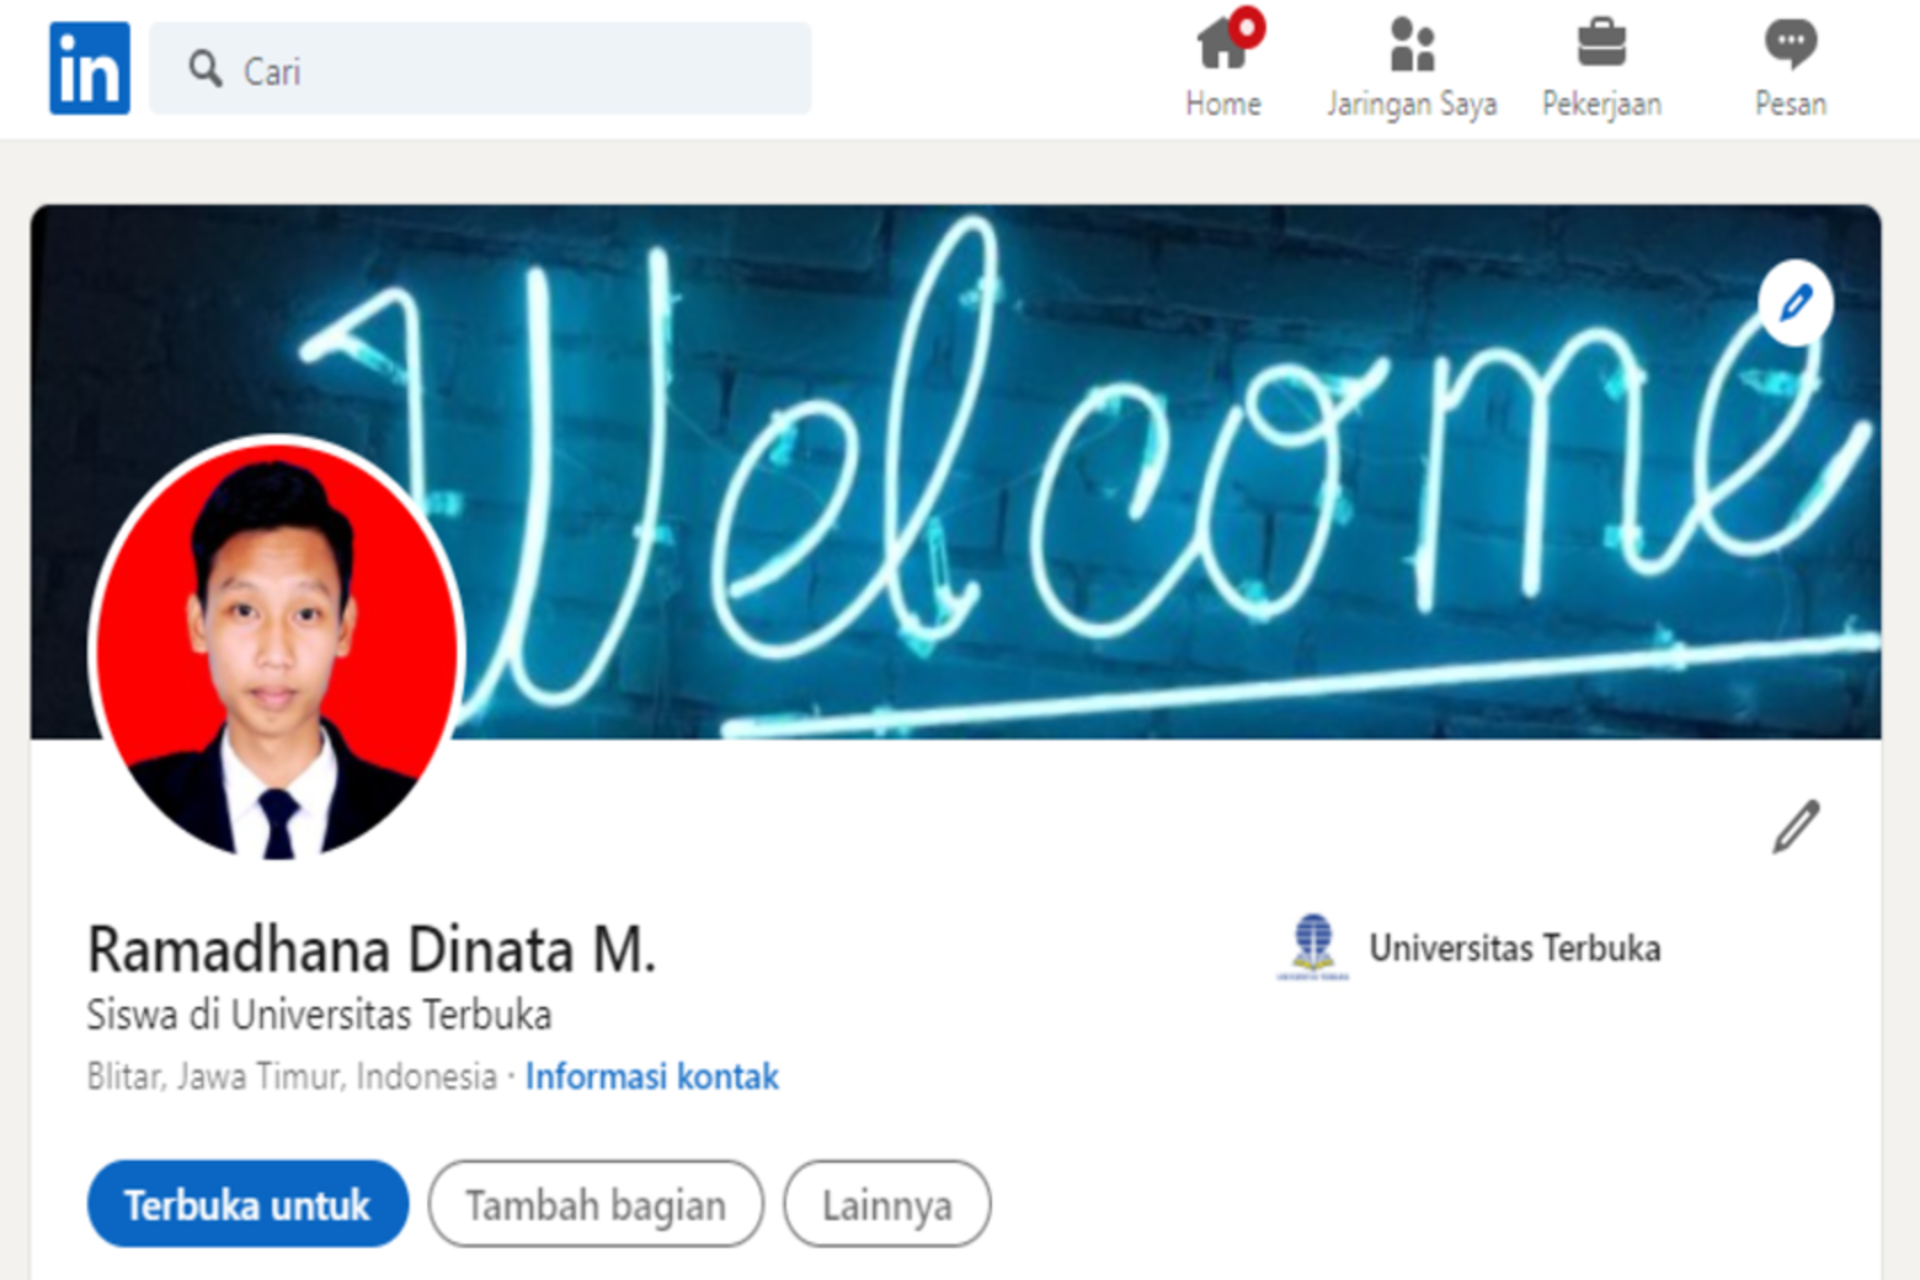 in
Cari
Home
Jaringan Saya
Pekerjaan
Pesan
Welcome
Ramadhana Dinata M.
Universitas Terbuka
Siswa di Universitas Terbuka
Blitar, Jawa Timur, Indonesia · Informasi kontak
Terbuka untuk
Tambah bagian
Lainnya